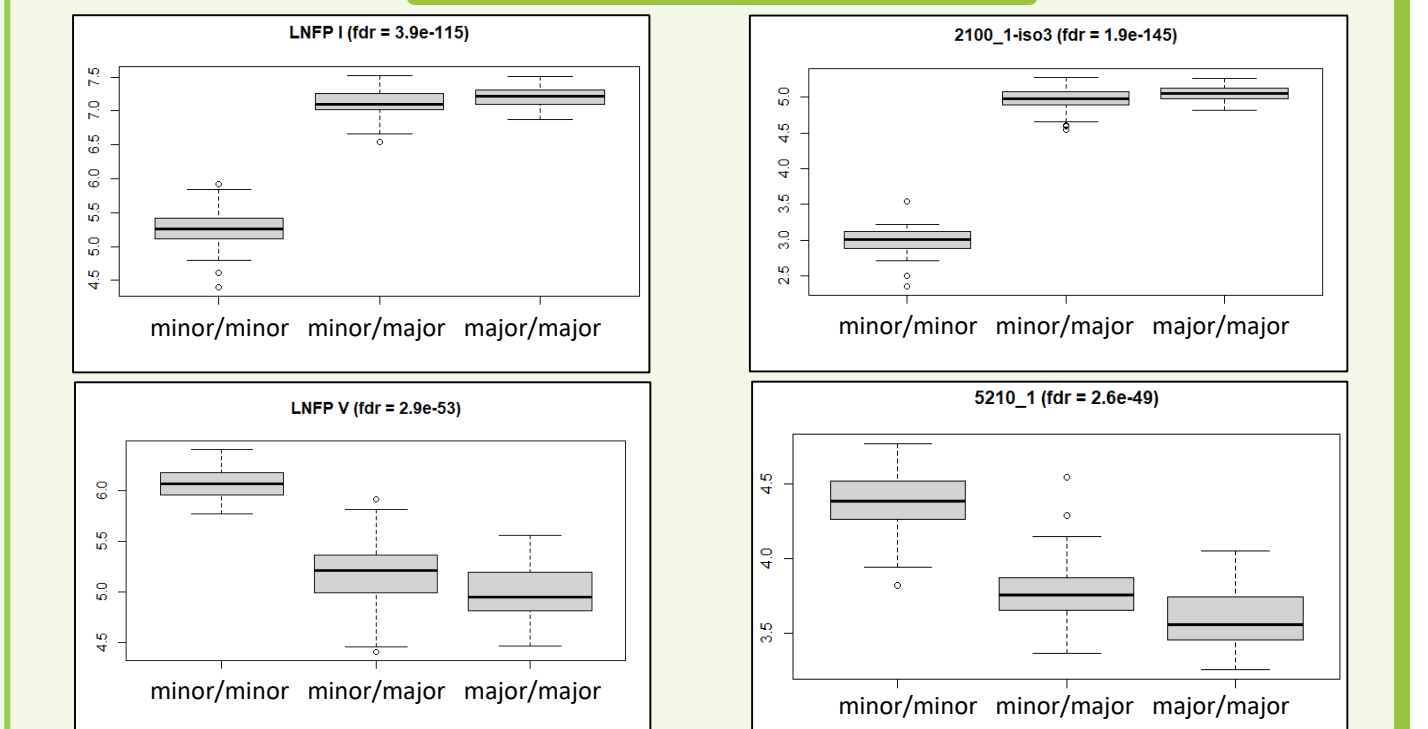 LNFP I (fdr = 3.9e-115)
7.5
7.0
6.5
6.0
5.5
5.0
4.5
minor/minor minor/major major/major
2100_1-iso3 (fdr = 1.9e-145)
5.0
4.5
4.0
3.5
3.0
2.5
minor/minor minor/major major/major
LNFP V (fdr = 2.9e-53)
6.0
5.5
5.0
4.5
minor/minor minor/major major/major
5210_1 (fdr = 2.6e-49)
4.5
4.0
3.5
minor/minor minor/major major/major